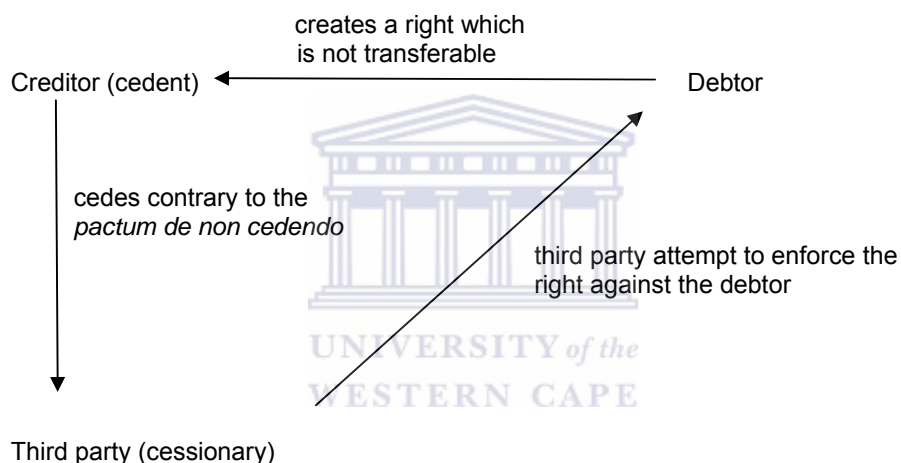 creates a right which
is not transferable
Creditor (cedent)
Debtor
cedes contrary to the
pactum de non cedendo
third party attempt to enforce the
right against the debtor
UNIVERSITY of the
WESTERN CAPE
Third party (cessionary)